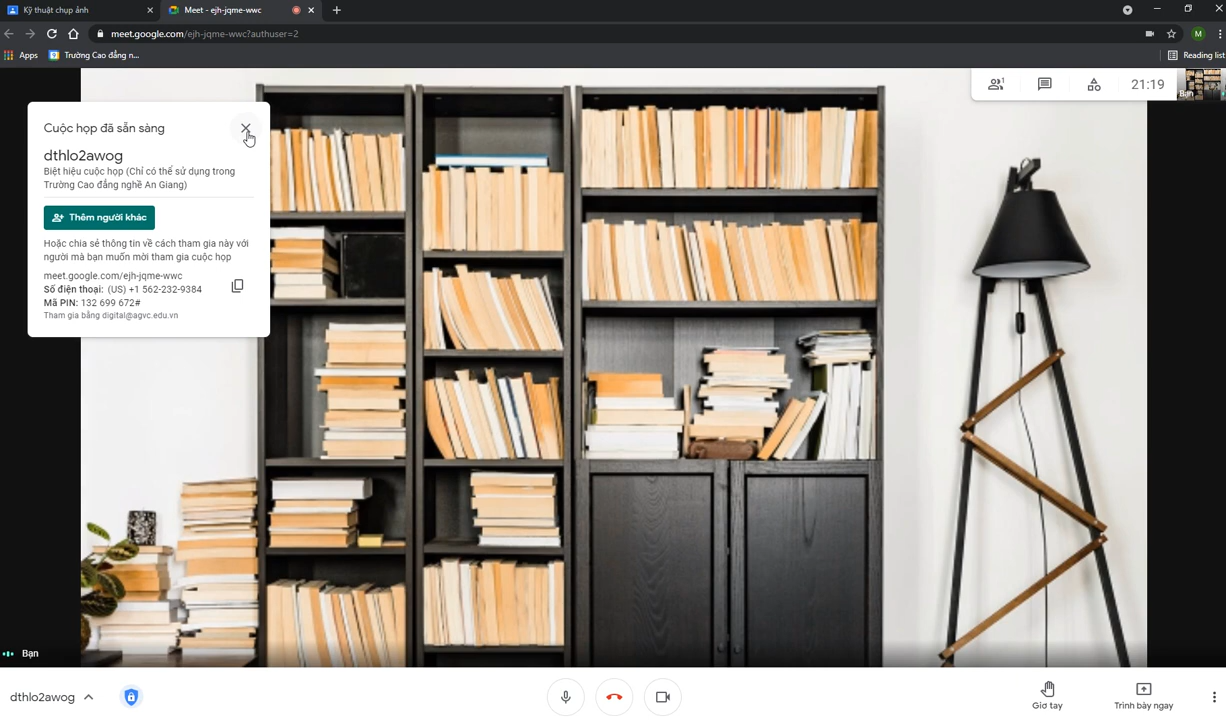 Kỹ thuật chụp ảnh
Meet - ejh-jqme-wwc
meet.google.com/ejh-jqme-wwc?authuser=2
M
Apps
Trường Cao đẳng n...
Reading list
1
21:19
Bạn
Cuộc họp đã sẵn sàng
dthlo2awog
Biệt hiệu cuộc họp (Chỉ có thể sử dụng trong
Trường Cao đẳng nghề An Giang)
Thêm người khác
Hoặc chia sẻ thông tin về cách tham gia này với
người mà bạn muốn mời tham gia cuộc họp
meet.google.com/ejh-jqme-wwc
Số điện thoại: (US) +1 562-232-9384
Mã PIN: 132 699 672#
Tham gia bằng digital@agvc.edu.vn
Bạn
dthlo2awog
Giơ tay
Trình bày ngay